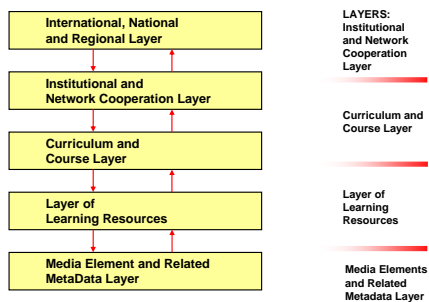 International, National
and Regional Layer
Institutional and
Network Cooperation Layer
Curriculum and
Course Layer
Layer of
Learning Resources
Media Element and Related
MetaData Layer
LAYERS:
Institutional
and Network
Cooperation
Layer
Curriculum and
Course Layer
Layer of
Learning
Resources
Media Elements
and Related
Metadata Layer